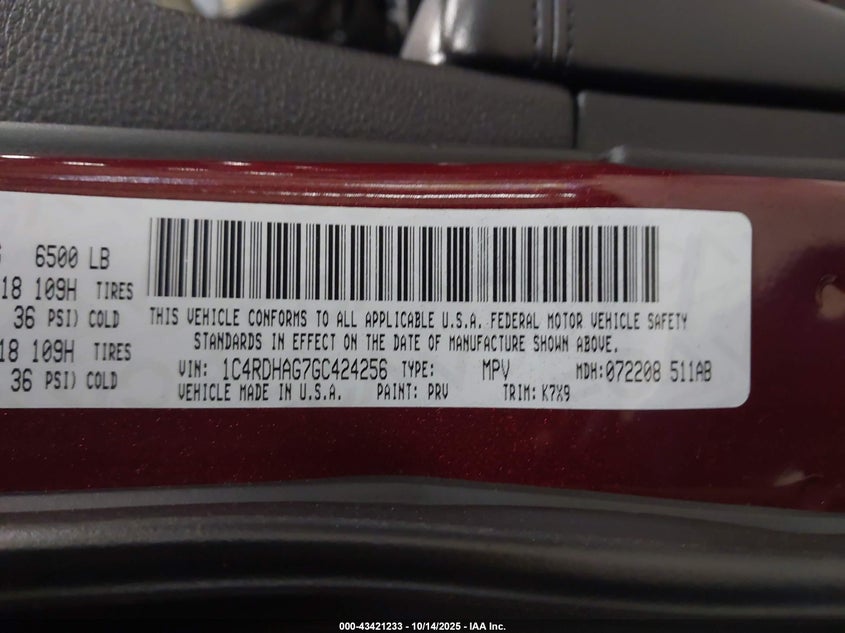 6500 LB
18 109H TIRES
36 PSI) COLD
18 109H TIRES
36 PSI) COLD
THIS VEHICLE CONFORMS TO ALL APPLICABLE U.S.A. FEDERAL MOTOR VEHICLE SAFETY
STANDARDS IN EFFECT ON THE DATE OF MANUFACTURE SHOWN ABOVE.
VIN: 1C4RDHAG7GC424256 TYPE: MPV MDH:072208 511AB
VEHICLE MADE IN U.S.A. PAINT: PRV TRIM: K7X9
000-43421233 - 10/14/2025 - IAA Inc.